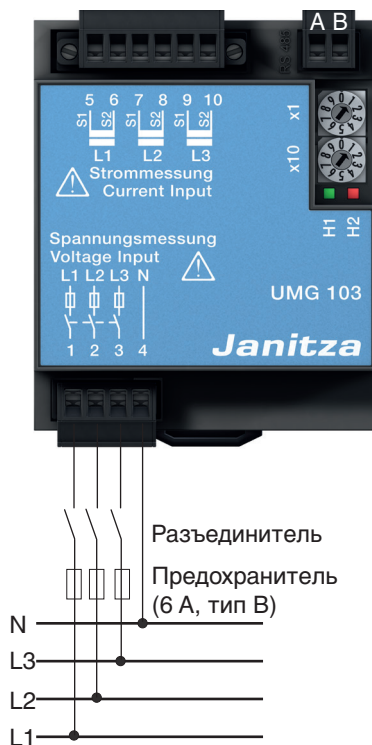 A B
RS 485
5 6 7 8 9 10
S1 S2 S1 S2 S1 S2
L1 L2 L3
Strommessung
Current Input
x1
x10
H1 H2
Spannungsmessung
Voltage Input
L1 L2 L3 N
1 2 3 4
UMG 103
Janitza
Разъединитель
Предохранитель
(6 А, тип В)
N
L3
L2
L1